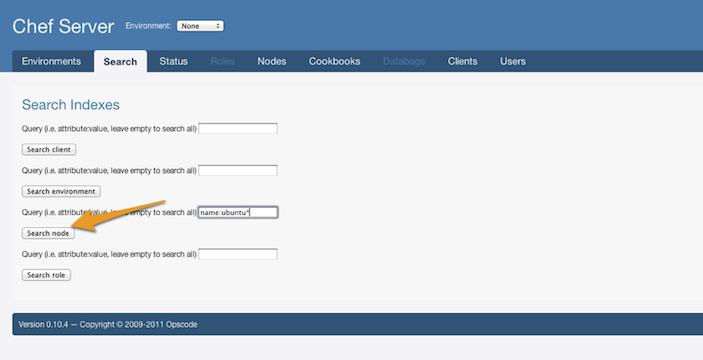 Chef Server Environment: None
Environments Search Status Roles Nodes Cookbooks Databags Clients Users
Search Indexes
Query (i.e. attribute:value, leave empty to search all)
Search client
Query (i.e. attribute:value, leave empty to search all)
Search environment
Query (i.e. attribute:value, leave empty to search all) name:ubuntu*
Search node
Query (i.e. attribute:value, leave empty to search all)
Search role
Version 0.10.4 — Copyright © 2009-2011 Opscode